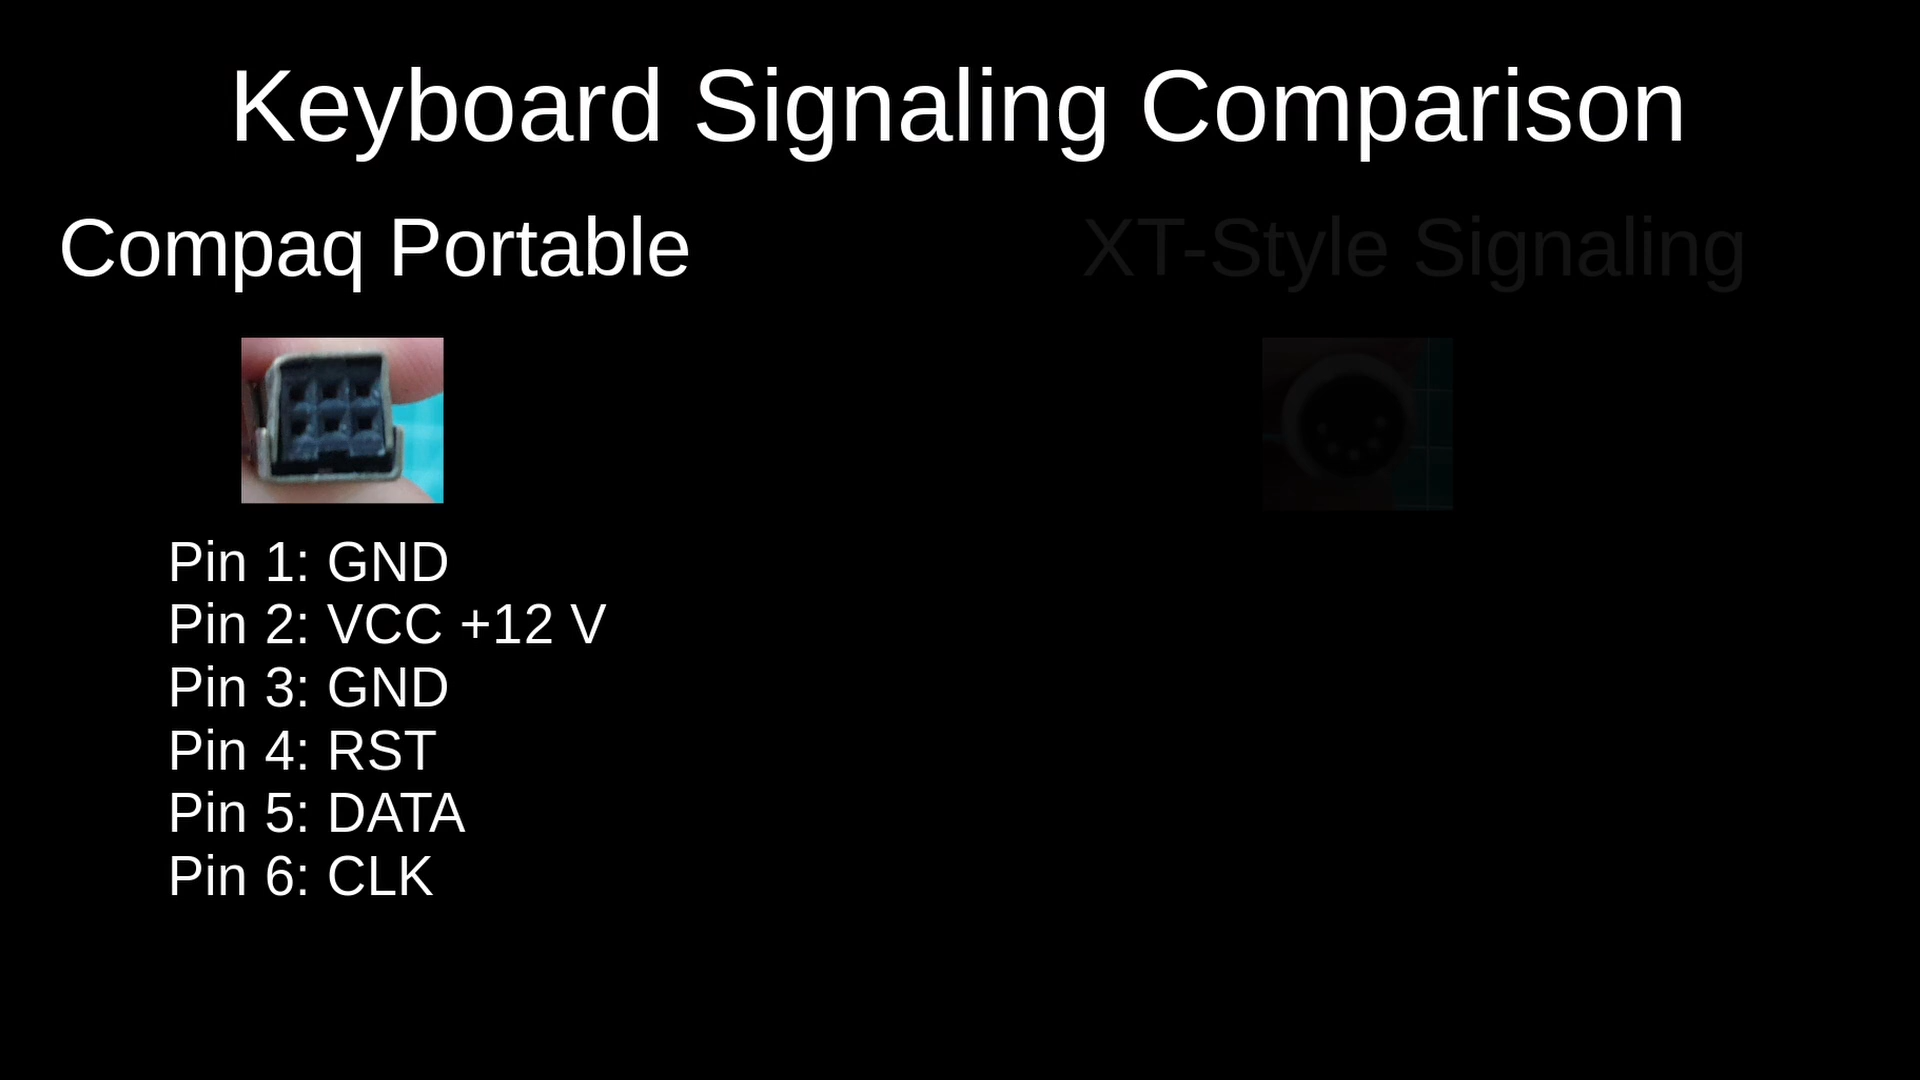 Keyboard Signaling Comparison
Compaq Portable
XT-Style Signaling
Pin 1: GND
Pin 2: VCC +12 V
Pin 3: GND
Pin 4: RST
Pin 5: DATA
Pin 6: CLK